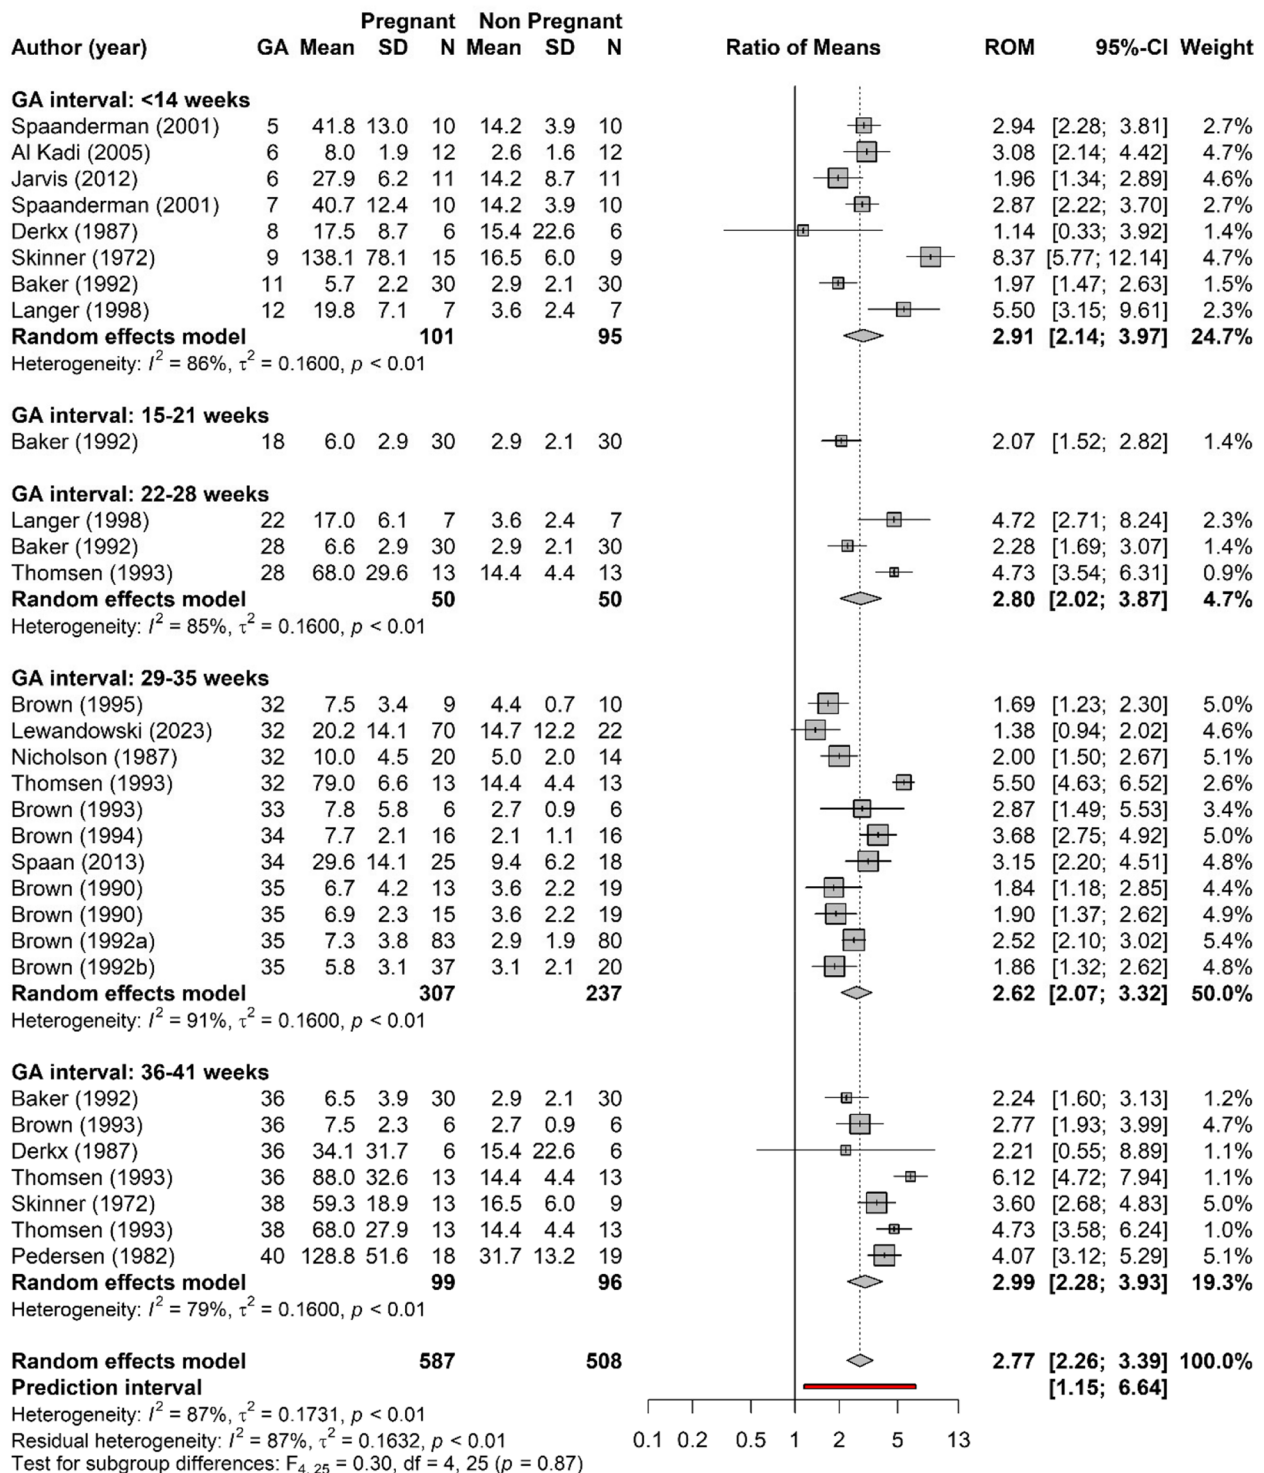 Pregnant Non Pregnant
Author (year) GA Mean SD N Mean SD N Ratio of Means ROM 95%-CI Weight
GA interval: <14 weeks
Spaanderman (2001) 5 41.8 13.0 10 14.2 3.9 10 2.94 [2.28; 3.81] 2.7%
Al Kadi (2005) 6 8.0 1.9 12 2.6 1.6 12 3.08 [2.14; 4.42] 4.7%
Jarvis (2012) 6 27.9 6.2 11 14.2 8.7 11 1.96 [1.34; 2.89] 4.6%
Spaanderman (2001) 7 40.7 12.4 10 14.2 3.9 10 2.87 [2.22; 3.70] 2.7%
Derkx (1987) 8 17.5 8.7 6 15.4 22.6 6 1.14 [0.33; 3.92] 1.4%
Skinner (1972) 9 138.1 78.1 15 16.5 6.0 9 8.37 [5.77; 12.14] 4.7%
Baker (1992) 11 5.7 2.2 30 2.9 2.1 30 1.97 [1.47; 2.63] 1.5%
Langer (1998) 12 19.8 7.1 7 3.6 2.4 7 5.50 [3.15; 9.61] 2.3%
Random effects model 101 95 2.91 [2.14; 3.97] 24.7%
Heterogeneity: I² = 86%, τ² = 0.1600, p < 0.01
GA interval: 15-21 weeks
Baker (1992) 18 6.0 2.9 30 2.9 2.1 30 2.07 [1.52; 2.82] 1.4%
GA interval: 22-28 weeks
Langer (1998) 22 17.0 6.1 7 3.6 2.4 7 4.72 [2.71; 8.24] 2.3%
Baker (1992) 28 6.6 2.9 30 2.9 2.1 30 2.28 [1.69; 3.07] 1.4%
Thomsen (1993) 28 68.0 29.6 13 14.4 4.4 13 4.73 [3.54; 6.31] 0.9%
Random effects model 50 50 2.80 [2.02; 3.87] 4.7%
Heterogeneity: I² = 85%, τ² = 0.1600, p < 0.01
GA interval: 29-35 weeks
Brown (1995) 32 7.5 3.4 9 4.4 0.7 10 1.69 [1.23; 2.30] 5.0%
Lewandowski (2023) 32 20.2 14.1 70 14.7 12.2 22 1.38 [0.94; 2.02] 4.6%
Nicholson (1987) 32 10.0 4.5 20 5.0 2.0 14 2.00 [1.50; 2.67] 5.1%
Thomsen (1993) 32 79.0 6.6 13 14.4 4.4 13 5.50 [4.63; 6.52] 2.6%
Brown (1993) 33 7.8 5.8 6 2.7 0.9 6 2.87 [1.49; 5.53] 3.4%
Brown (1994) 34 7.7 2.1 16 2.1 1.1 16 3.68 [2.75; 4.92] 5.0%
Spaan (2013) 34 29.6 14.1 25 9.4 6.2 18 3.15 [2.20; 4.51] 4.8%
Brown (1990) 35 6.7 4.2 13 3.6 2.2 19 1.84 [1.18; 2.85] 4.4%
Brown (1990) 35 6.9 2.3 15 3.6 2.2 19 1.90 [1.37; 2.62] 4.9%
Brown (1992a) 35 7.3 3.8 83 2.9 1.9 80 2.52 [2.10; 3.02] 5.4%
Brown (1992b) 35 5.8 3.1 37 3.1 2.1 20 1.86 [1.32; 2.62] 4.8%
Random effects model 307 237 2.62 [2.07; 3.32] 50.0%
Heterogeneity: I² = 91%, τ² = 0.1600, p < 0.01
GA interval: 36-41 weeks
Baker (1992) 36 6.5 3.9 30 2.9 2.1 30 2.24 [1.60; 3.13] 1.2%
Brown (1993) 36 7.5 2.3 6 2.7 0.9 6 2.77 [1.93; 3.99] 4.7%
Derkx (1987) 36 34.1 31.7 6 15.4 22.6 6 2.21 [0.55; 8.89] 1.1%
Thomsen (1993) 36 88.0 32.6 13 14.4 4.4 13 6.12 [4.72; 7.94] 1.1%
Skinner (1972) 38 59.3 18.9 13 16.5 6.0 9 3.60 [2.68; 4.83] 5.0%
Thomsen (1993) 38 68.0 27.9 13 14.4 4.4 13 4.73 [3.58; 6.24] 1.0%
Pedersen (1982) 40 128.8 51.6 18 31.7 13.2 19 4.07 [3.12; 5.29] 5.1%
Random effects model 99 96 2.99 [2.28; 3.93] 19.3%
Heterogeneity: I² = 79%, τ² = 0.1600, p < 0.01
Random effects model 587 508 2.77 [2.26; 3.39] 100.0%
Prediction interval [1.15; 6.64]
Heterogeneity: I² = 87%, τ² = 0.1731, p < 0.01
Residual heterogeneity: I² = 87%, τ² = 0.1632, p < 0.01
0.1 0.2 0.5 1 2 5 13
Test for subgroup differences: F₄, ₂₅ = 0.30, df = 4, 25 (p = 0.87)